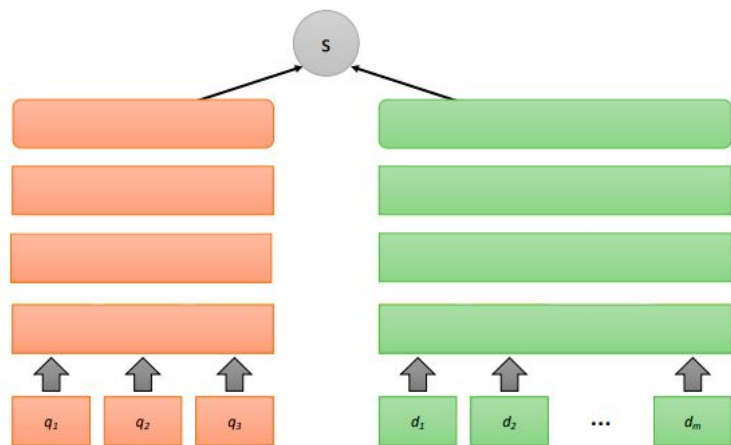 S
q₁ q₂ q₃ d₁ d₂ ... dₘ